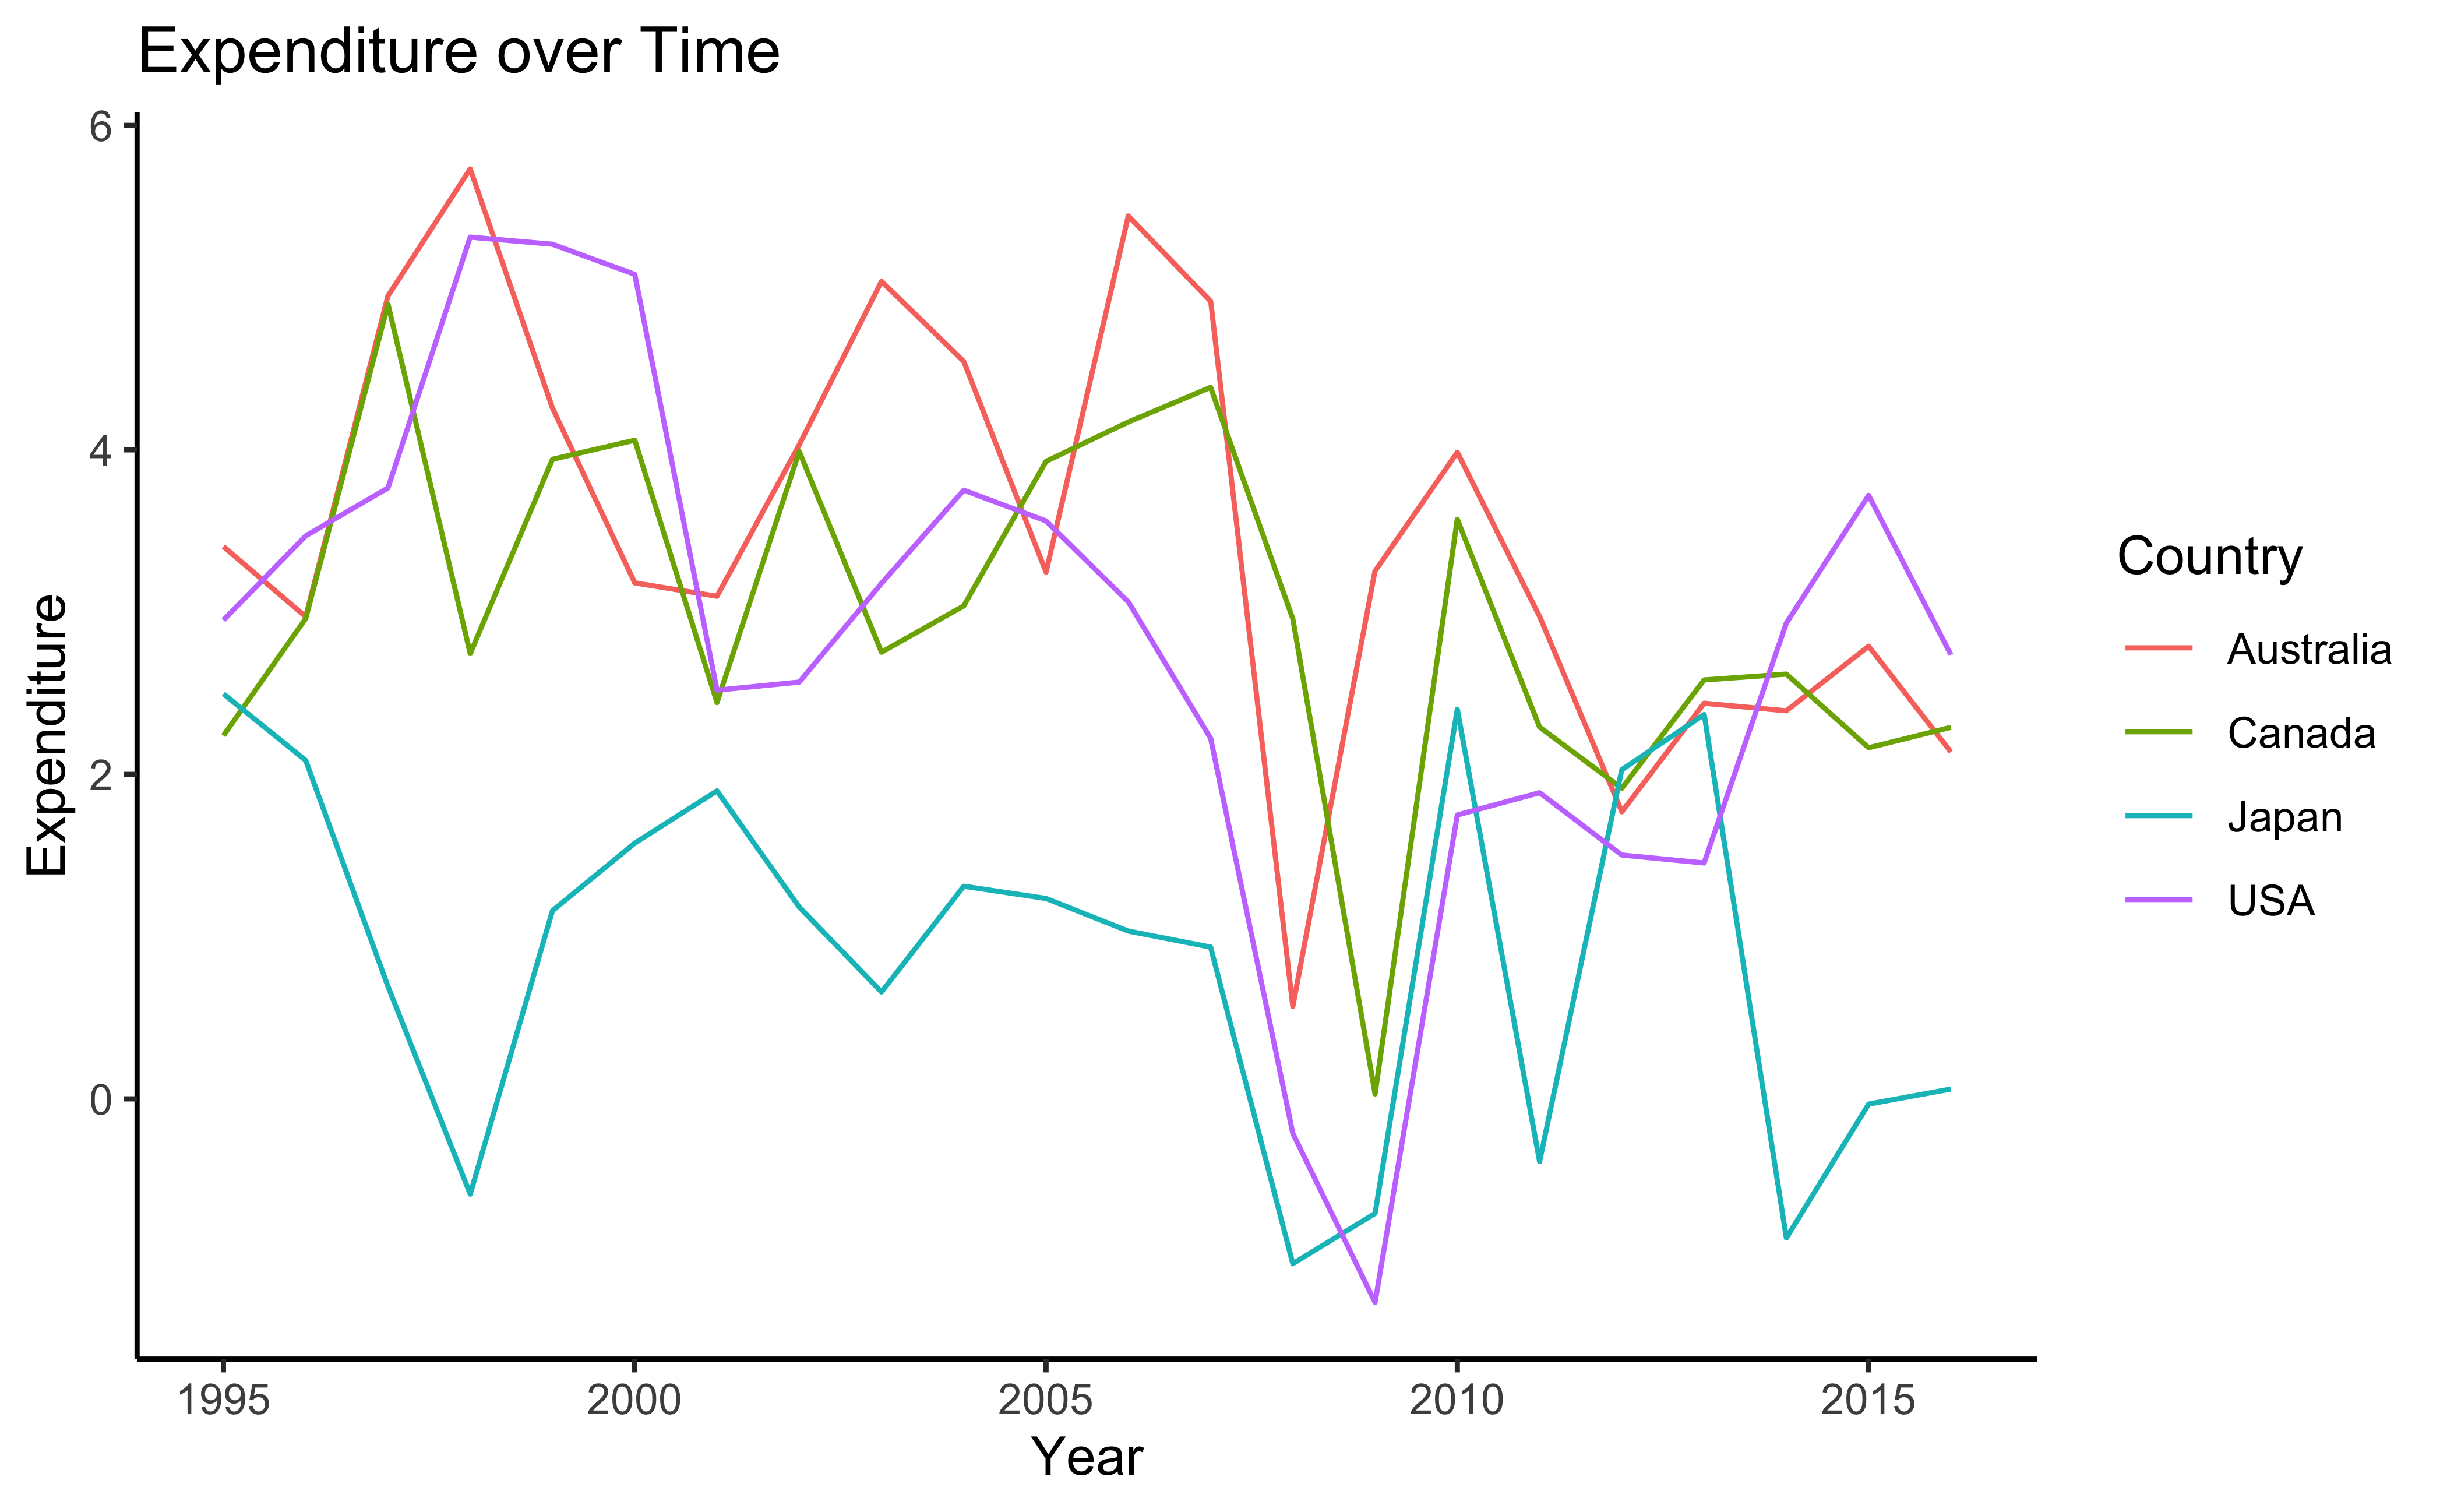 Expenditure over Time
6
4
2
0
Expenditure
1995 2000 2005 2010 2015
Year
Country
Australia
Canada
Japan
USA